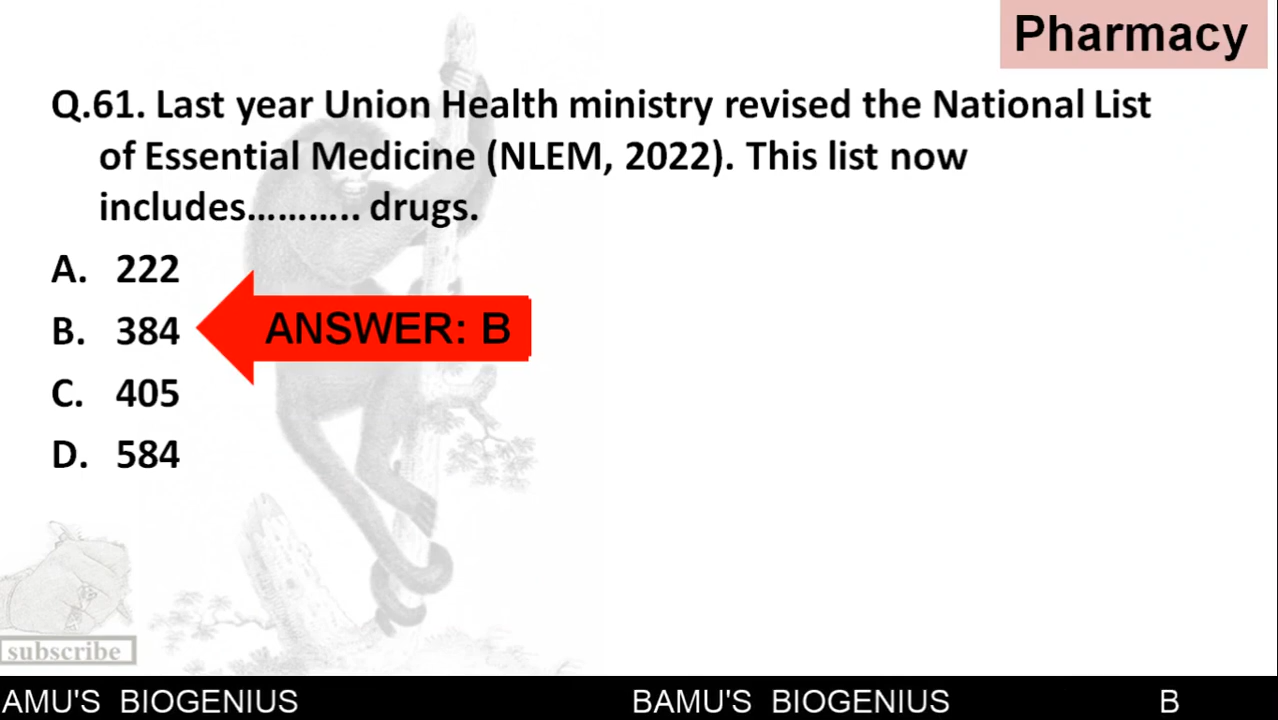 Pharmacy
Q.61. Last year Union Health ministry revised the National List
of Essential Medicine (NLEM, 2022). This list now
includes……….. drugs.
A. 222
B. 384
ANSWER: B
C. 405
D. 584
subscribe
AMU'S BIOGENIUS BAMU'S BIOGENIUS B